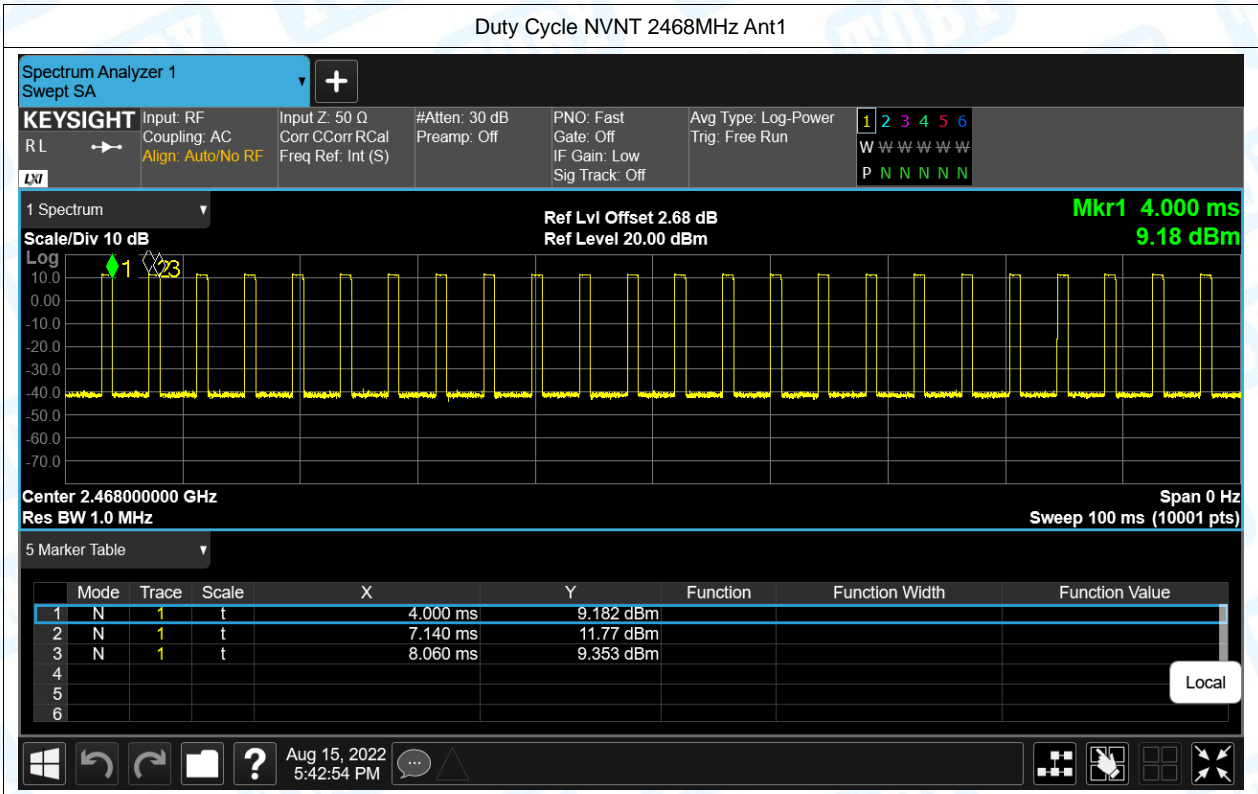 Duty Cycle NVNT 2468MHz Ant1
Spectrum Analyzer 1
Swept SA
+
KEYSIGHT
RL
LXI
Input: RF
Coupling: AC
Align: Auto/No RF
Input Z: 50 Ω
Corr CCorr RCal
Freq Ref: Int (S)
#Atten: 30 dB
Preamp: Off
PNO: Fast
Gate: Off
IF Gain: Low
Sig Track: Off
Avg Type: Log-Power
Trig: Free Run
1 2 3 4 5 6
W W W W W W
P N N N N N
1 Spectrum
Scale/Div 10 dB
Ref Lvl Offset 2.68 dB
Ref Level 20.00 dBm
Mkr1 4.000 ms
9.18 dBm
Log
1 23
10.0
0.00
-10.0
-20.0
-30.0
-40.0
-50.0
-60.0
-70.0
Center 2.468000000 GHz
Res BW 1.0 MHz
Span 0 Hz
Sweep 100 ms (10001 pts)
5 Marker Table
Mode Trace Scale X Y Function Function Width Function Value
1 N 1 t 4.000 ms 9.182 dBm
2 N 1 t 7.140 ms 11.77 dBm
3 N 1 t 8.060 ms 9.353 dBm
4
5
6
Local
?
Aug 15, 2022
5:42:54 PM